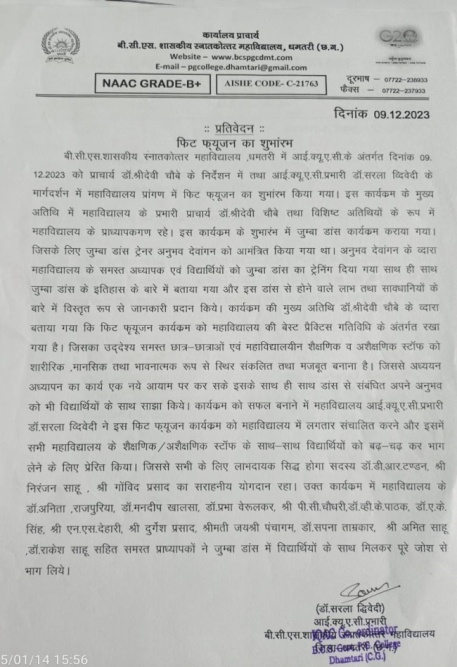 कार्यालय प्राचार्य
बी.सी.एस. शासकीय स्नातकोत्तर महाविद्यालय, धमतरी (छ.ग.)
Website – www.bcspgcdmt.com
E-mail – pgcollege.dhamtari@gmail.com
NAAC GRADE-B+ AISHE CODE- C-21763
दूरभाष – 07722-238933
फैक्स – 07722-237933
G20
दिनांक 09.12.2023
:: प्रतिवेदन ::
फिट फ्यूजन का शुभांरभ
बी.सी.एस.शासकीय स्नातकोत्तर महाविद्यालय ,धमतरी में आई.क्यू.ए.सी.के अंतर्गत दिनांक 09.
12.2023 को प्राचार्य डॉ.श्रीदेवी चौबे के निर्देशन में तथा आई.क्यू.ए.सी.प्रभारी डॉ.सरला व्दिवेदी के
मार्गदर्शन में महाविद्यालय प्रांगण में फिट फ्यूजन का शुभांरभ किया गया। इस कार्यक्रम के मुख्य
अतिथि में महाविद्यालय के प्रभारी प्राचार्य डॉ.श्रीदेवी चौबे तथा विशिष्ट अतिथियों के रूप में
महाविद्यालय के प्राध्यापकगण रहे। इस कार्यक्रम के शुभांरभ में जुम्बा डांस कार्यक्रम कराया गया।
जिसके लिए जुम्बा डांस ट्रेनर अनुभव देवांगन को आमंत्रित किया गया था। अनुभव देवांगन के व्दारा
महाविद्यालय के समस्त अध्यापक एवं विद्यार्थियों को जुम्बा डांस का ट्रेनिंग दिया गया साथ ही साथ
जुम्बा डांस के इतिहास के बारे में बताया गया और इस डांस से होने वाले लाभ तथा सावधानियों के
बारे में विस्तृत रूप से जानकारी प्रदान किये। कार्यक्रम की मुख्य अतिथि डॉ.श्रीदेवी चौबे के व्दारा
बताया गया कि फिट फ्यूजन कार्यक्रम को महाविद्यालय की बेस्ट प्रैक्टिस गतिविधि के अंतर्गत रखा
गया है। जिसका उद्देश्य समस्त छात्र–छात्राओं एवं महाविद्यालयीन शैक्षणिक व अशैक्षणिक स्टॉफ को
शारीरिक ,मानसिक तथा भावनात्मक रूप से स्थिर संकलित तथा मजबूत बनाना है। जिससे अध्ययन
अध्यापन का कार्य एक नये आयाम पर कर सके इसके साथ ही साथ डांस से संबंधित अपने अनुभव
को भी विद्यार्थियों के साथ साझा किये। कार्यक्रम को सफल बनाने में महाविद्यालय आई.क्यू.ए.सी.प्रभारी
डॉ.सरला व्दिवेदी ने इस फिट फ्यूजन कार्यक्रम को महाविद्यालय में लगतार संचालित करने और इसमें
सभी महाविद्यालय के शैक्षणिक/अशैक्षणिक स्टॉफ के साथ–साथ विद्यार्थियों को बढ़–चढ़ कर भाग
लेने के लिए प्रेरित किया। जिससे सभी के लिए लाभदायक सिद्ध होगा सदस्य डॉ.डी.आर.टण्डन, श्री
निरंजन साहू , श्री गोंविद प्रसाद का सराहनीय योगदान रहा। उक्त कार्यक्रम में महाविद्यालय के
डॉ.अनिता ,राजपुरिया, डॉ.मनदीप खालसा, डॉ.प्रभा वेरूलकर, श्री पी.सी.चौधरी,डॉ.व्ही.के.पाठक, डॉ.ए.के.
सिंह, श्री एन.एस.देहारी, श्री दुर्गेश प्रसाद, श्रीमती जयश्री पंचागम, डॉ.सपना ताम्रकार, श्री अमित साहू
,डॉ.राकेश साहू सहित समस्त प्राध्यापकों ने जुम्बा डांस में विद्यार्थियों के साथ मिलकर पूरे जोश से
भाग लिये।
(डॉ.सरला द्विवेदी)
आई.क्यू.ए.सी.प्रभारी
बी.सी.एस.शासकीय स्नातकोत्तर महाविद्यालय
Co-ordinator
P.G. College
Dhamtari (C.G.)
5/01/14 15:56